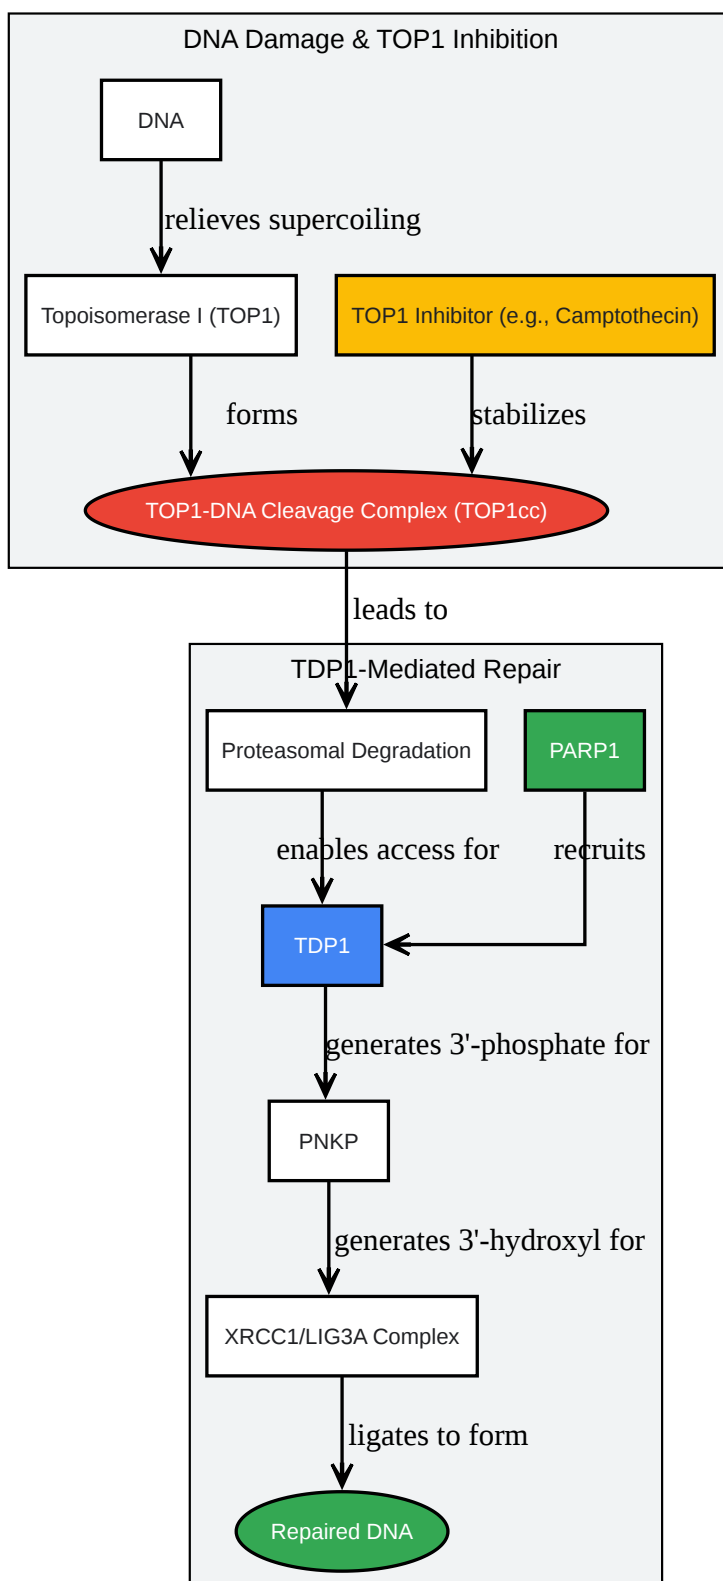 DNA Damage & TOP1 Inhibition
DNA
relieves supercoiling
Topoisomerase I (TOP1)
TOP1 Inhibitor (e.g., Camptothecin)
forms
stabilizes
TOP1-DNA Cleavage Complex (TOP1cc)
leads to
TDP1-Mediated Repair
Proteasomal Degradation
PARP1
enables access for
recruits
TDP1
generates 3'-phosphate for
PNKP
generates 3'-hydroxyl for
XRCC1/LIG3A Complex
ligates to form
Repaired DNA